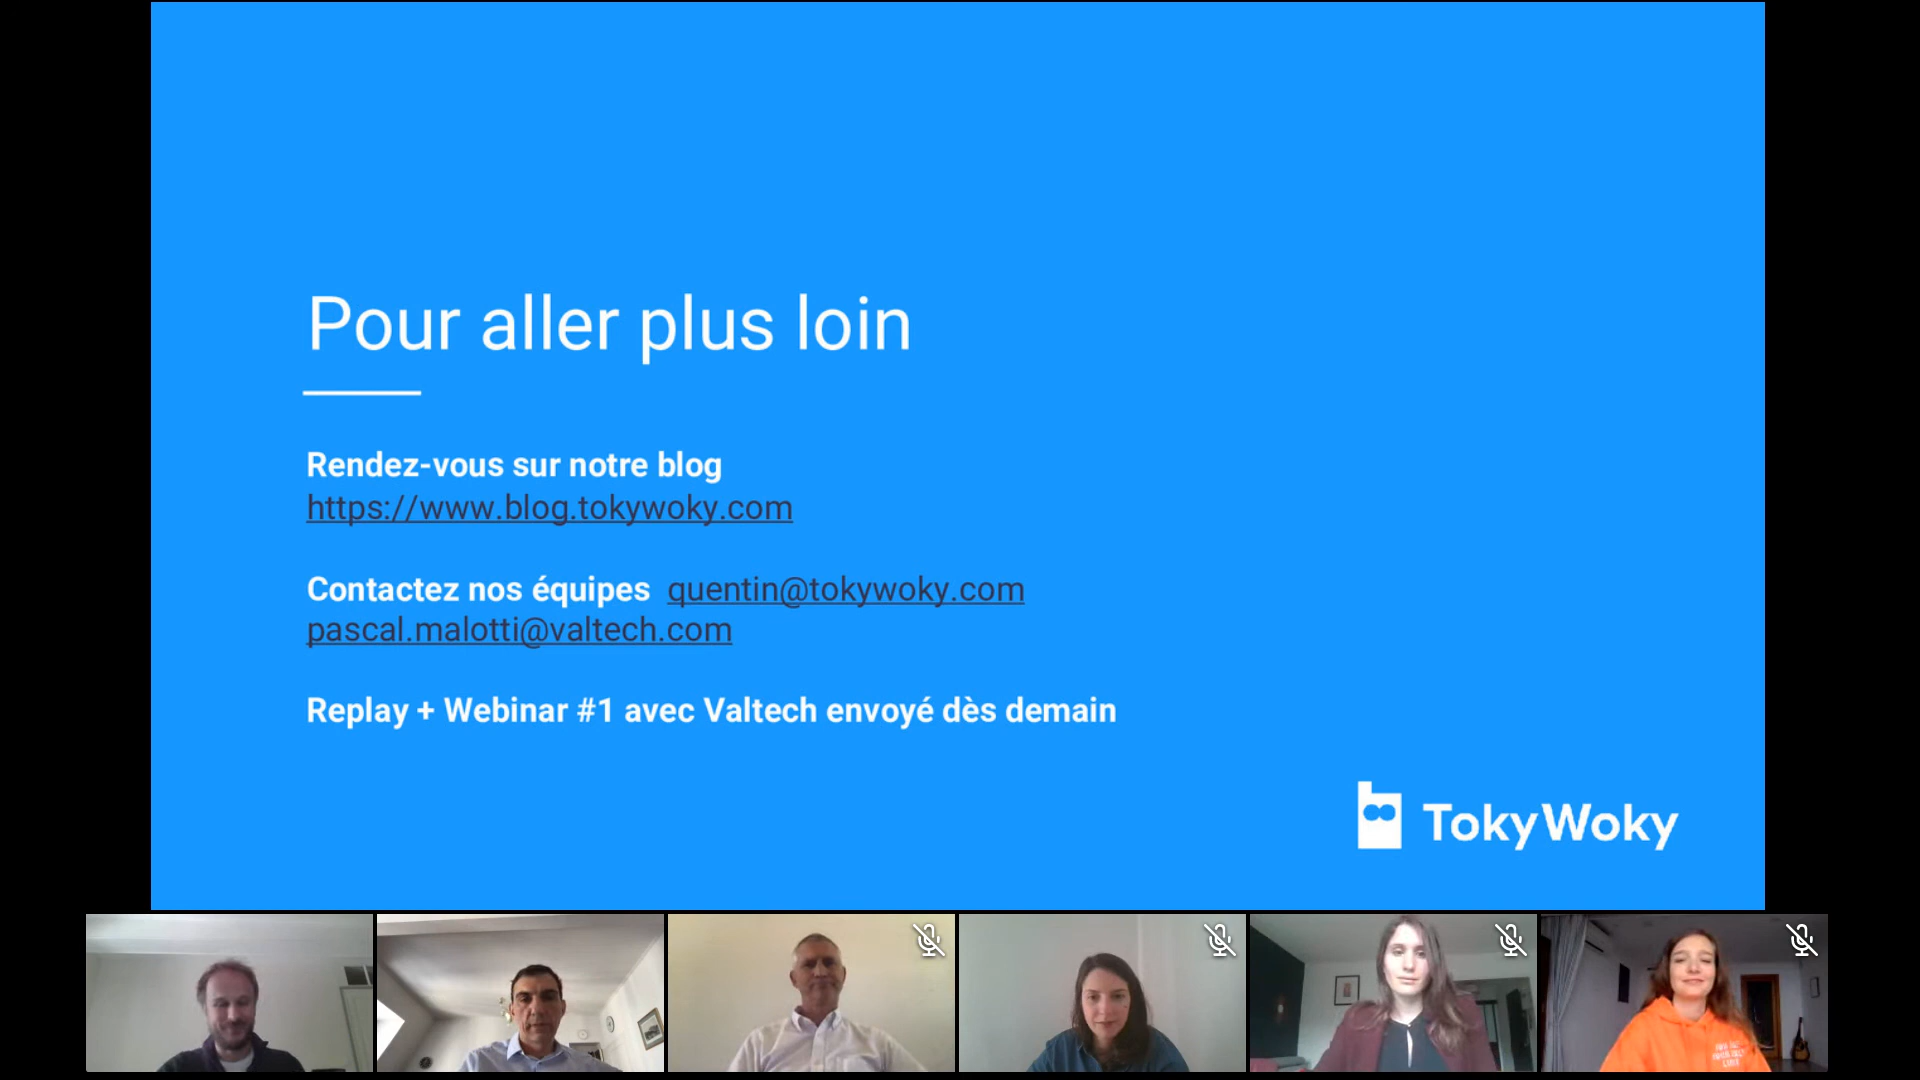 Pour aller plus loin
Rendez-vous sur notre blog
https://www.blog.tokywoky.com
Contactez nos équipes quentin@tokywoky.com
pascal.malotti@valtech.com
Replay + Webinar #1 avec Valtech envoyé dès demain
TokyWoky